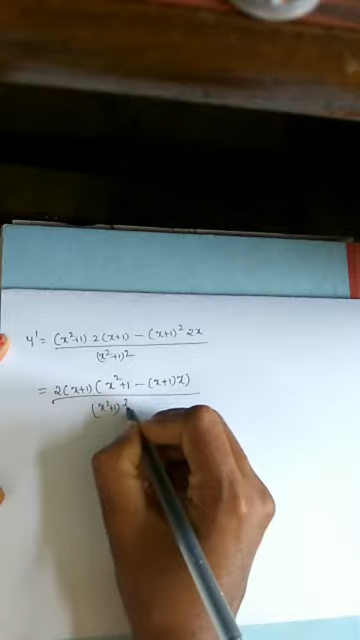 y' = (x²+1) 2(x+1) - (x+1)² 2x
(x²+1)²
= 2(x+1) (x²+1 - (x+1)x)
(x²+1)²